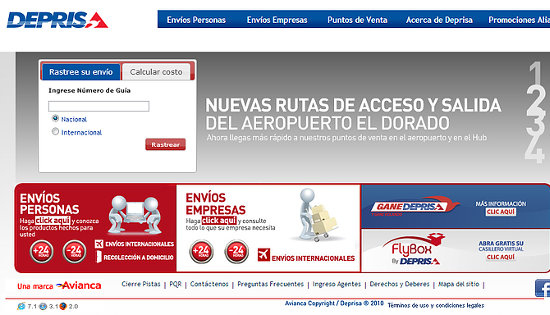 DEPRISA
Envíos Personas Envíos Empresas Puntos de Venta Acerca de Deprisa Promociones Alia
Rastree su envío Calcular costo
Ingrese Número de Guia
Nacional
Internacional
Rastrear
NUEVAS RUTAS DE ACCESO Y SALIDA
DEL AEROPUERTO EL DORADO
Ahora llegas más rápido a nuestros puntos de venta en el aeropuerto y en el Hub
1
2
3
4
ENVÍOS
PERSONAS
Haga click aquí y conozca
los productos hechos para
usted
+24 HORAS
-24 HORAS
ENVÍOS INTERNACIONALES
RECOLECCIÓN A DOMICILIO
ENVÍOS
EMPRESAS
Haga click aquí y consulte
todo lo que su empresa necesita
+24 HORAS
-24 HORAS
ENVÍOS INTERNACIONALES
GANE DEPRISA
MÁS INFORMACIÓN
CLIC AQUÍ
FlyBox
By DEPRISA
ABRA GRATIS SU
CASILLERO VIRTUAL
CLIC AQUÍ
Una marca Avianca
Cierre Pistas | PQR | Contáctenos | Preguntas Frecuentes | Ingreso Agentes | Derechos y Deberes | Mapa del sitio |
f
7.1 3.1 2.0
Avianca Copyright / Deprisa ® 2010 Términos de uso y condiciones legales